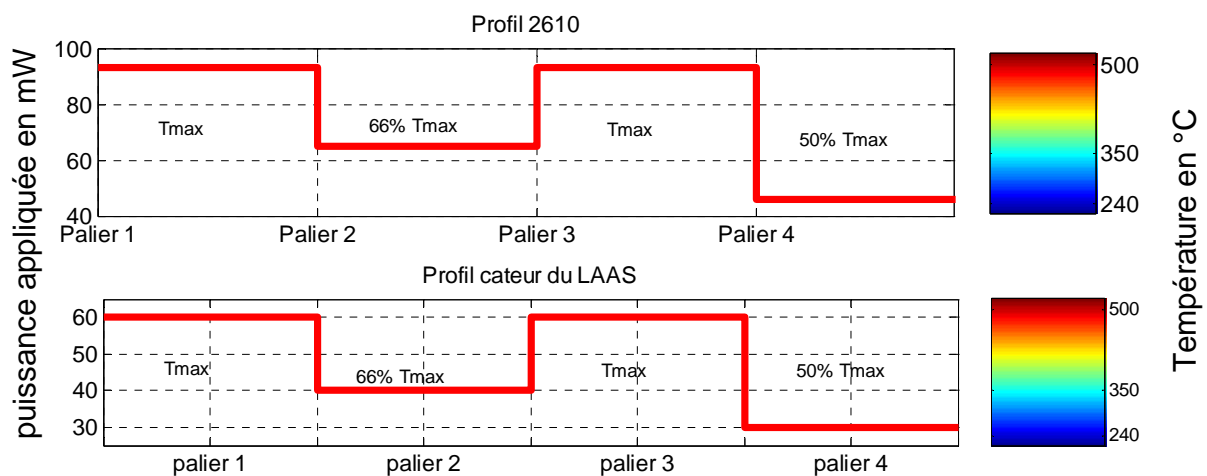 Profil 2610
puissance appliquée en mW
100
80
60
40
Tmax
66% Tmax
Tmax
50% Tmax
Palier 1
Palier 2
Palier 3
Palier 4
500
350
240
Température en °C
Profil cateur du LAAS
60
50
40
30
Tmax
66% Tmax
Tmax
50% Tmax
palier 1
palier 2
palier 3
palier 4
500
350
240